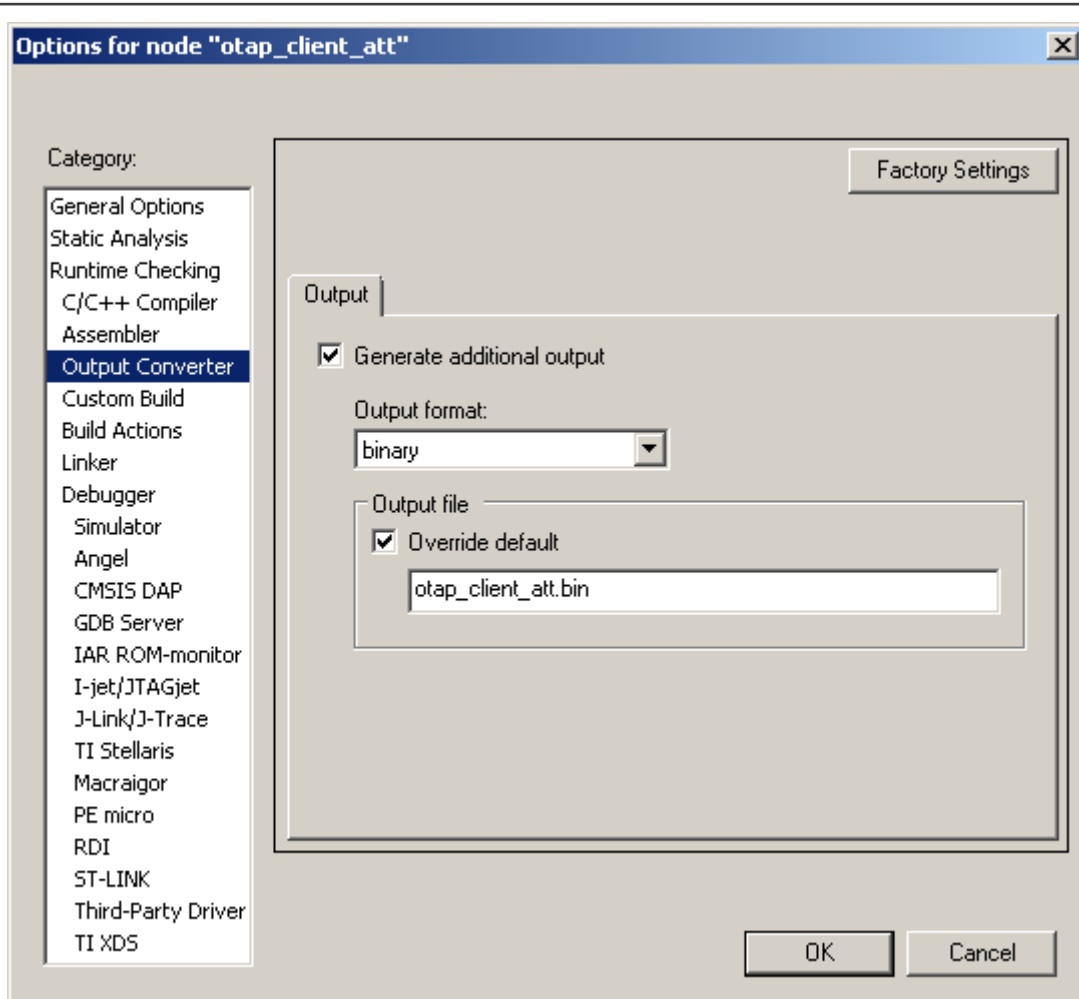 Options for node "otap_client_att"
Category:
Factory Settings
General Options
Static Analysis
Runtime Checking
C/C++ Compiler
Assembler
Output Converter
Custom Build
Build Actions
Linker
Debugger
Simulator
Angel
CMSIS DAP
GDB Server
IAR ROM-monitor
I-jet/JTAGjet
J-Link/J-Trace
TI Stellaris
Macraigor
PE micro
RDI
ST-LINK
Third-Party Driver
TI XDS
Output
Generate additional output
Output format:
binary
Output file
Override default
otap_client_att.bin
OK
Cancel